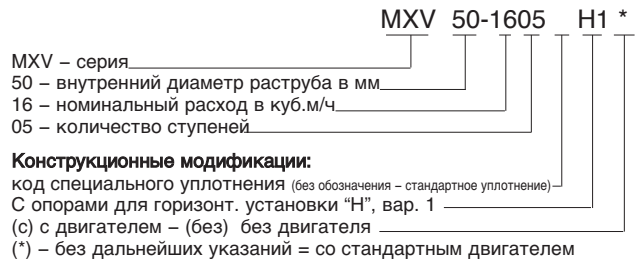 MXV 50-1605 H1 *
MXV – серия
50 – внутренний диаметр раструба в мм
16 – номинальный расход в куб.м/ч
05 – количество ступеней
Конструкционные модификации:
код специального уплотнения (без обозначения – стандартное уплотнение)
С опорами для горизонт. установки “Н”, вар. 1
(с) с двигателем – (без) без двигателя
(*) – без дальнейших указаний = со стандартным двигателем